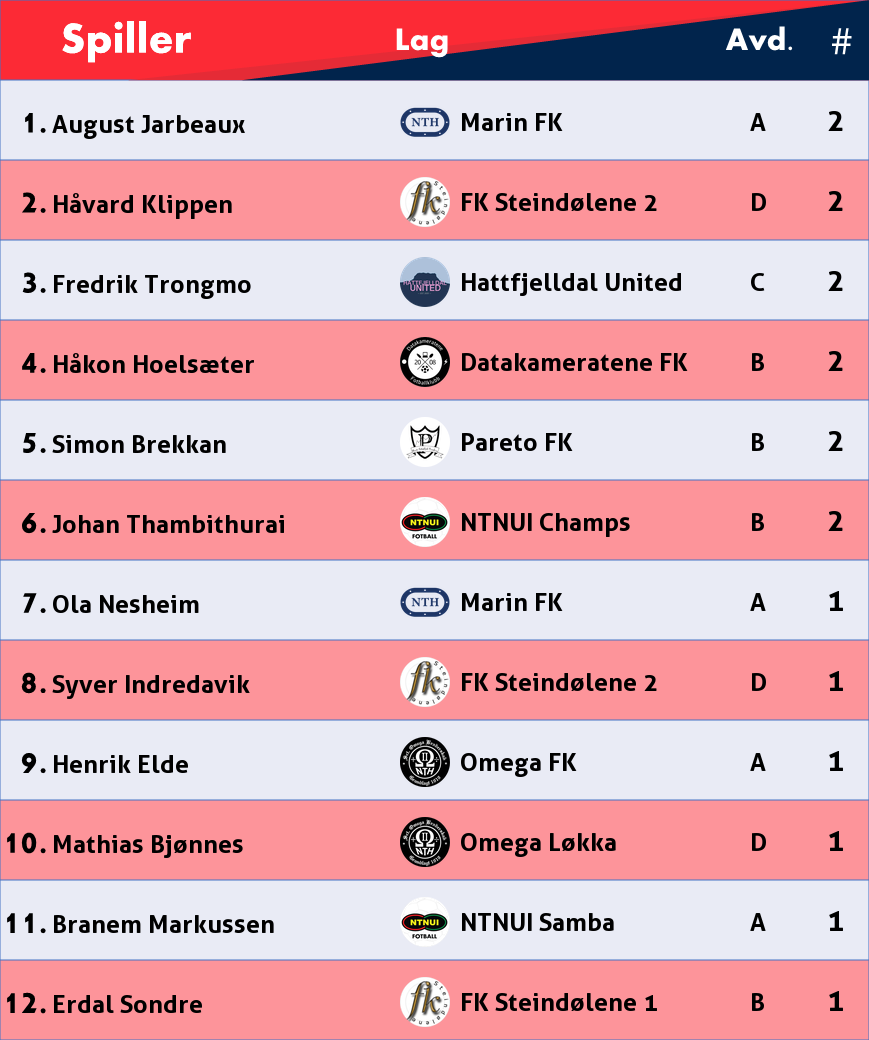 Spiller Lag Avd. #
1. August Jarbeaux NTH Marin FK A 2
2. Håvard Klippen fk Steindølene FK Steindølene 2 D 2
3. Fredrik Trongmo HATTFJELLDAL UNITED Hattfjelldal United C 2
4. Håkon Hoelsæter Datakameratene 20 08 Fotballklubb Datakameratene FK B 2
5. Simon Brekkan P Pareto FK B 2
6. Johan Thambithurai NTNUI FOTBALL NTNUI Champs B 2
7. Ola Nesheim NTH Marin FK A 1
8. Syver Indredavik fk Steindølene FK Steindølene 2 D 1
9. Henrik Elde Ω NTH Omega FK A 1
10. Mathias Bjønnes Ω NTH Omega Løkka D 1
11. Branem Markussen NTNUI FOTBALL NTNUI Samba A 1
12. Erdal Sondre fk Steindølene FK Steindølene 1 B 1